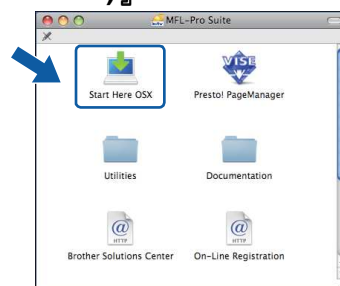 MFL-Pro Suite
VISE
Start Here OSX
Presto! PageManager
Utilities
Documentation
@
HTTP
@
HTTP
Brother Solutions Center
On-Line Registration